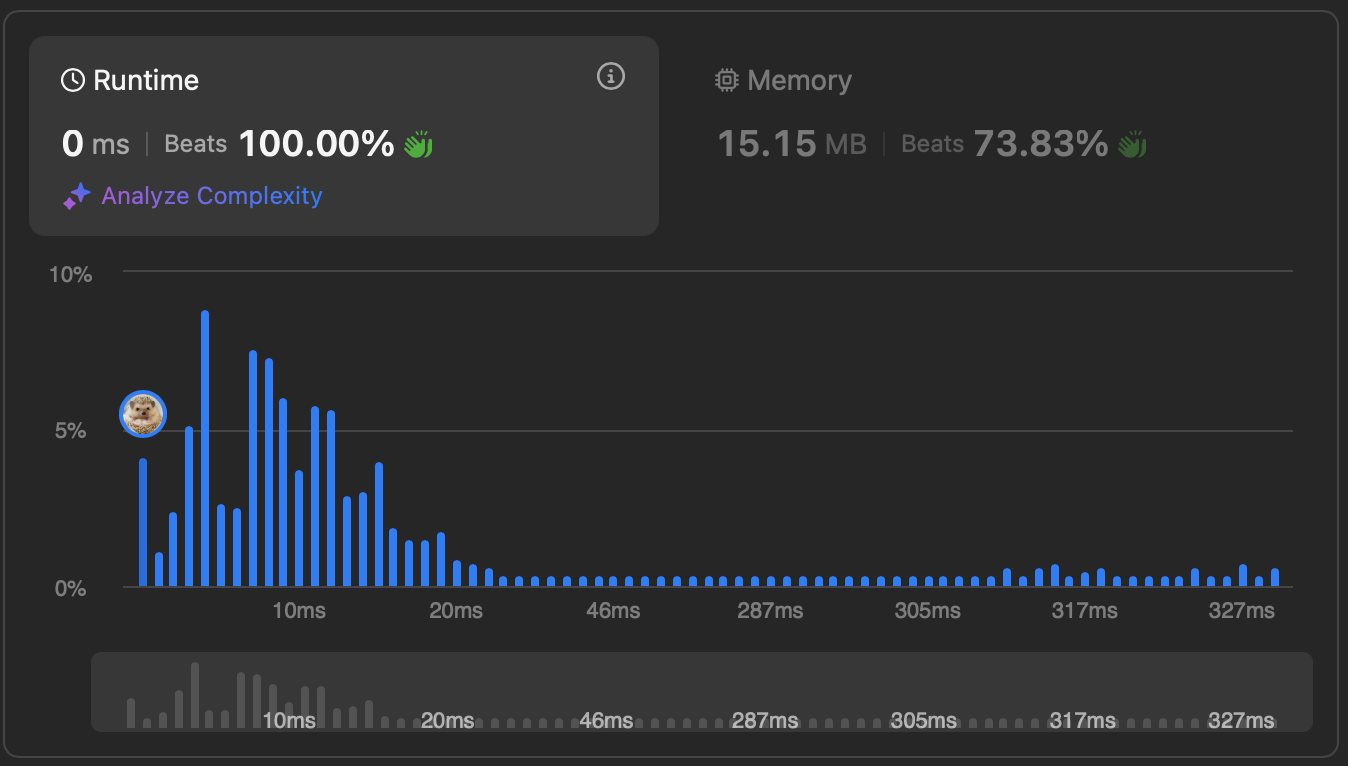 Runtime
0 ms | Beats 100.00%
Analyze Complexity
Memory
15.15 MB | Beats 73.83%
10%
5%
0%
10ms 20ms 46ms 287ms 305ms 317ms 327ms
10ms 20ms 46ms 287ms 305ms 317ms 327ms